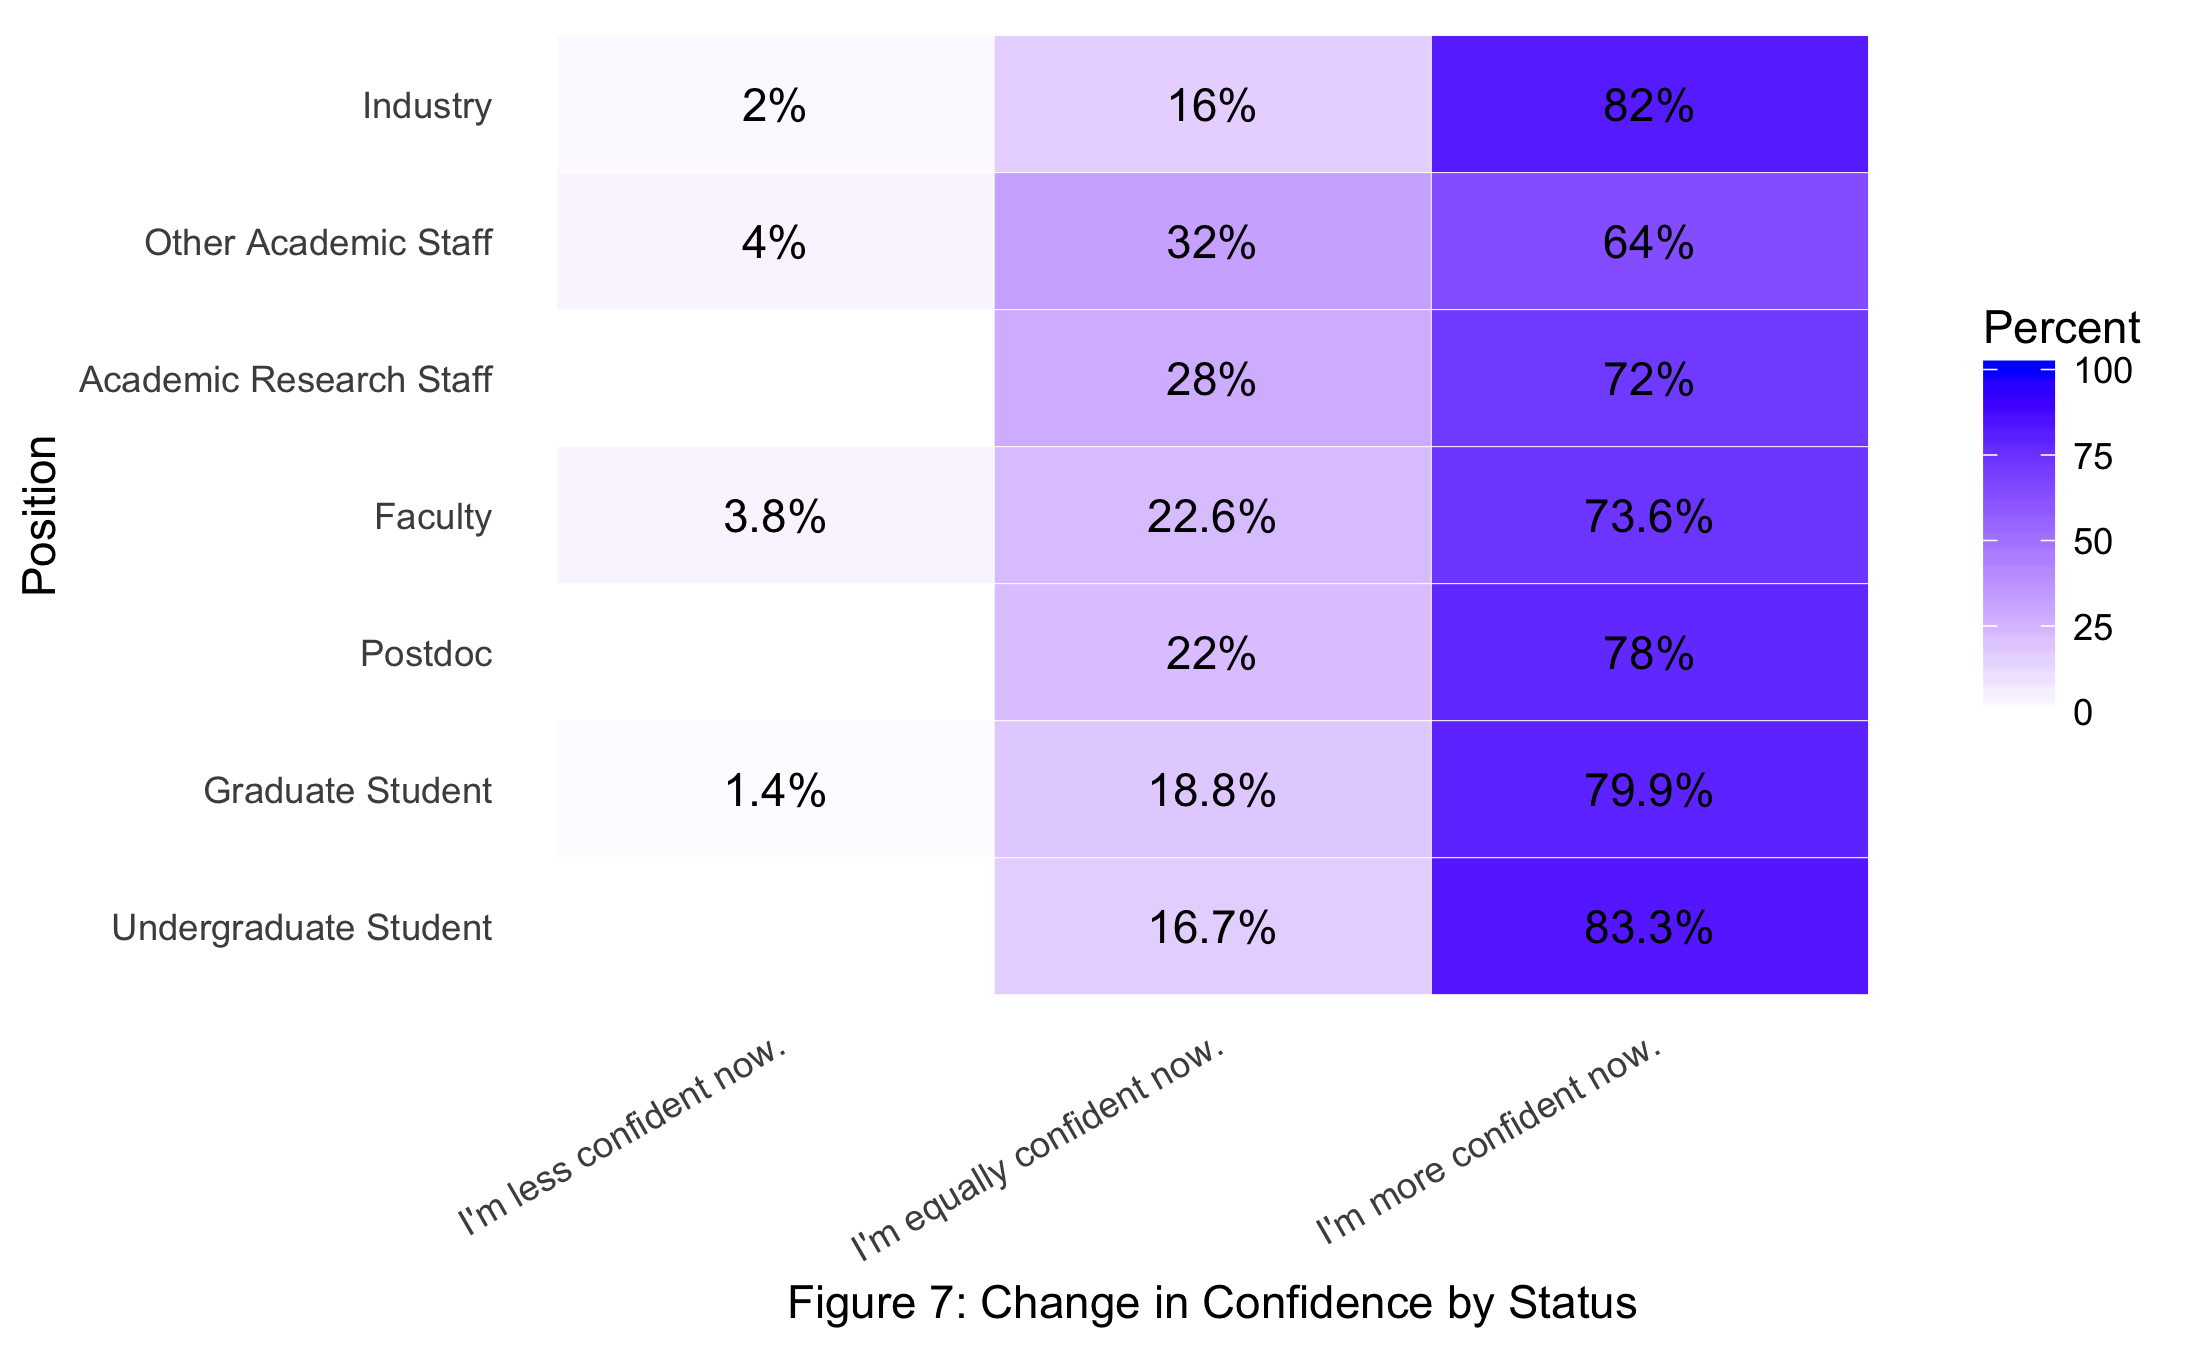 Industry 2% 16% 82%
Other Academic Staff 4% 32% 64%
Academic Research Staff 28% 72%
Faculty 3.8% 22.6% 73.6%
Postdoc 22% 78%
Graduate Student 1.4% 18.8% 79.9%
Undergraduate Student 16.7% 83.3%
Position
I'm less confident now.
I'm equally confident now.
I'm more confident now.
Figure 7: Change in Confidence by Status
Percent
100
75
50
25
0